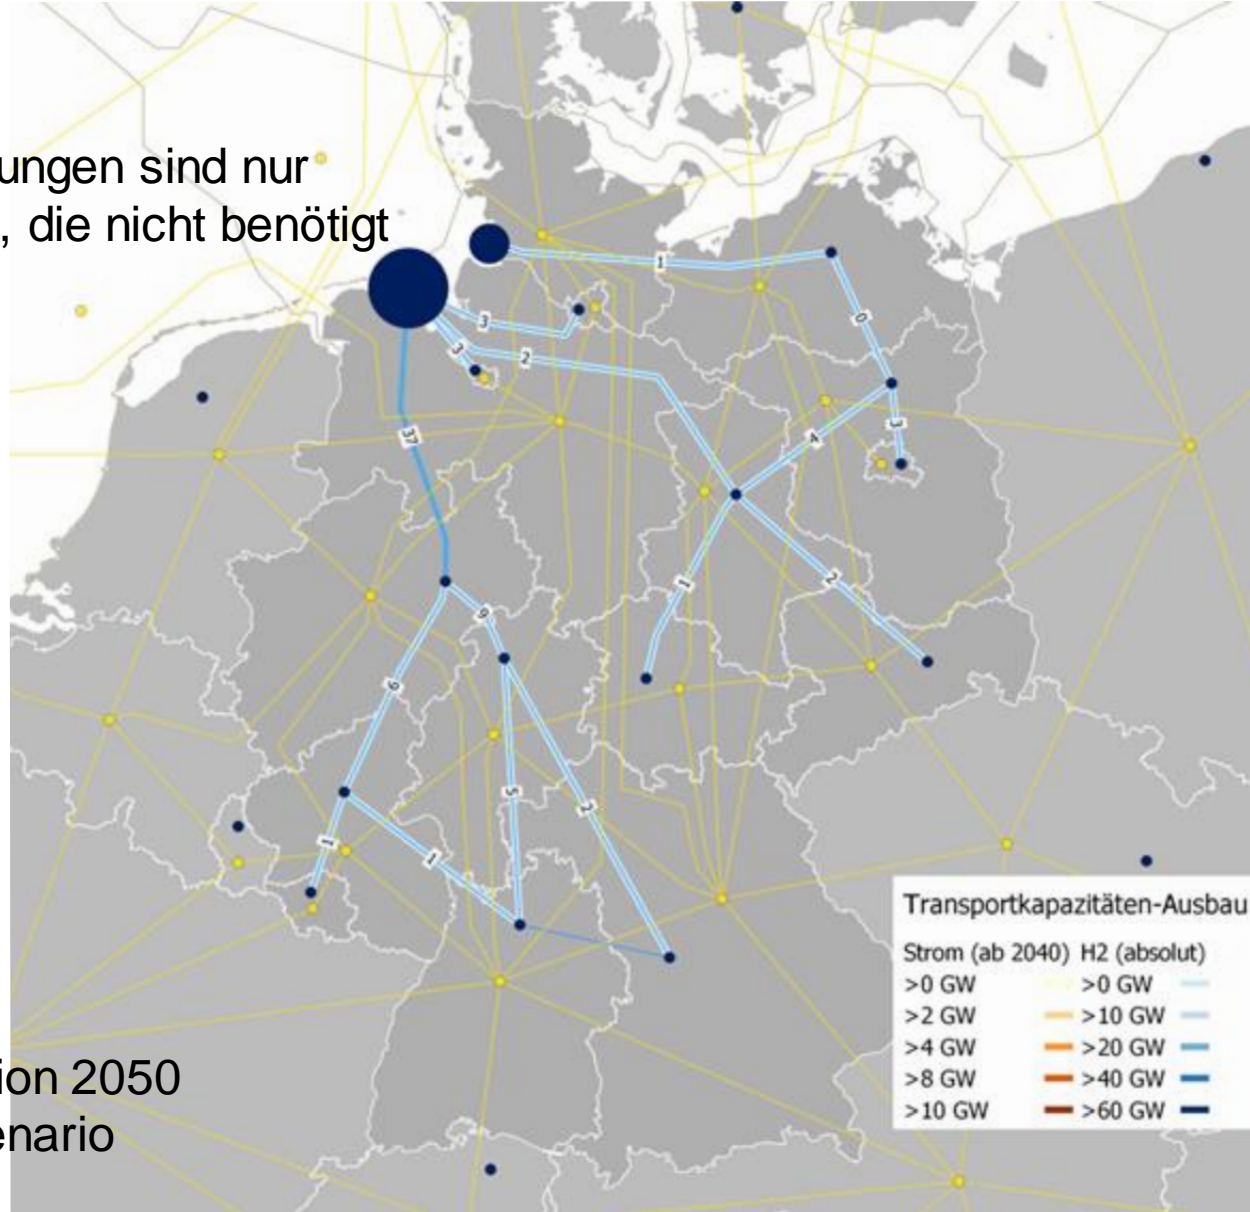 ungen sind nur
, die nicht benötigt
1
3
0
3
2
37
4
3
1
2
9
9
5
2
1
1
Transportkapazitäten-Ausbau
Strom (ab 2040) H2 (absolut)
>0 GW >0 GW
>2 GW >10 GW
>4 GW >20 GW
>8 GW >40 GW
>10 GW >60 GW
ion 2050
enario